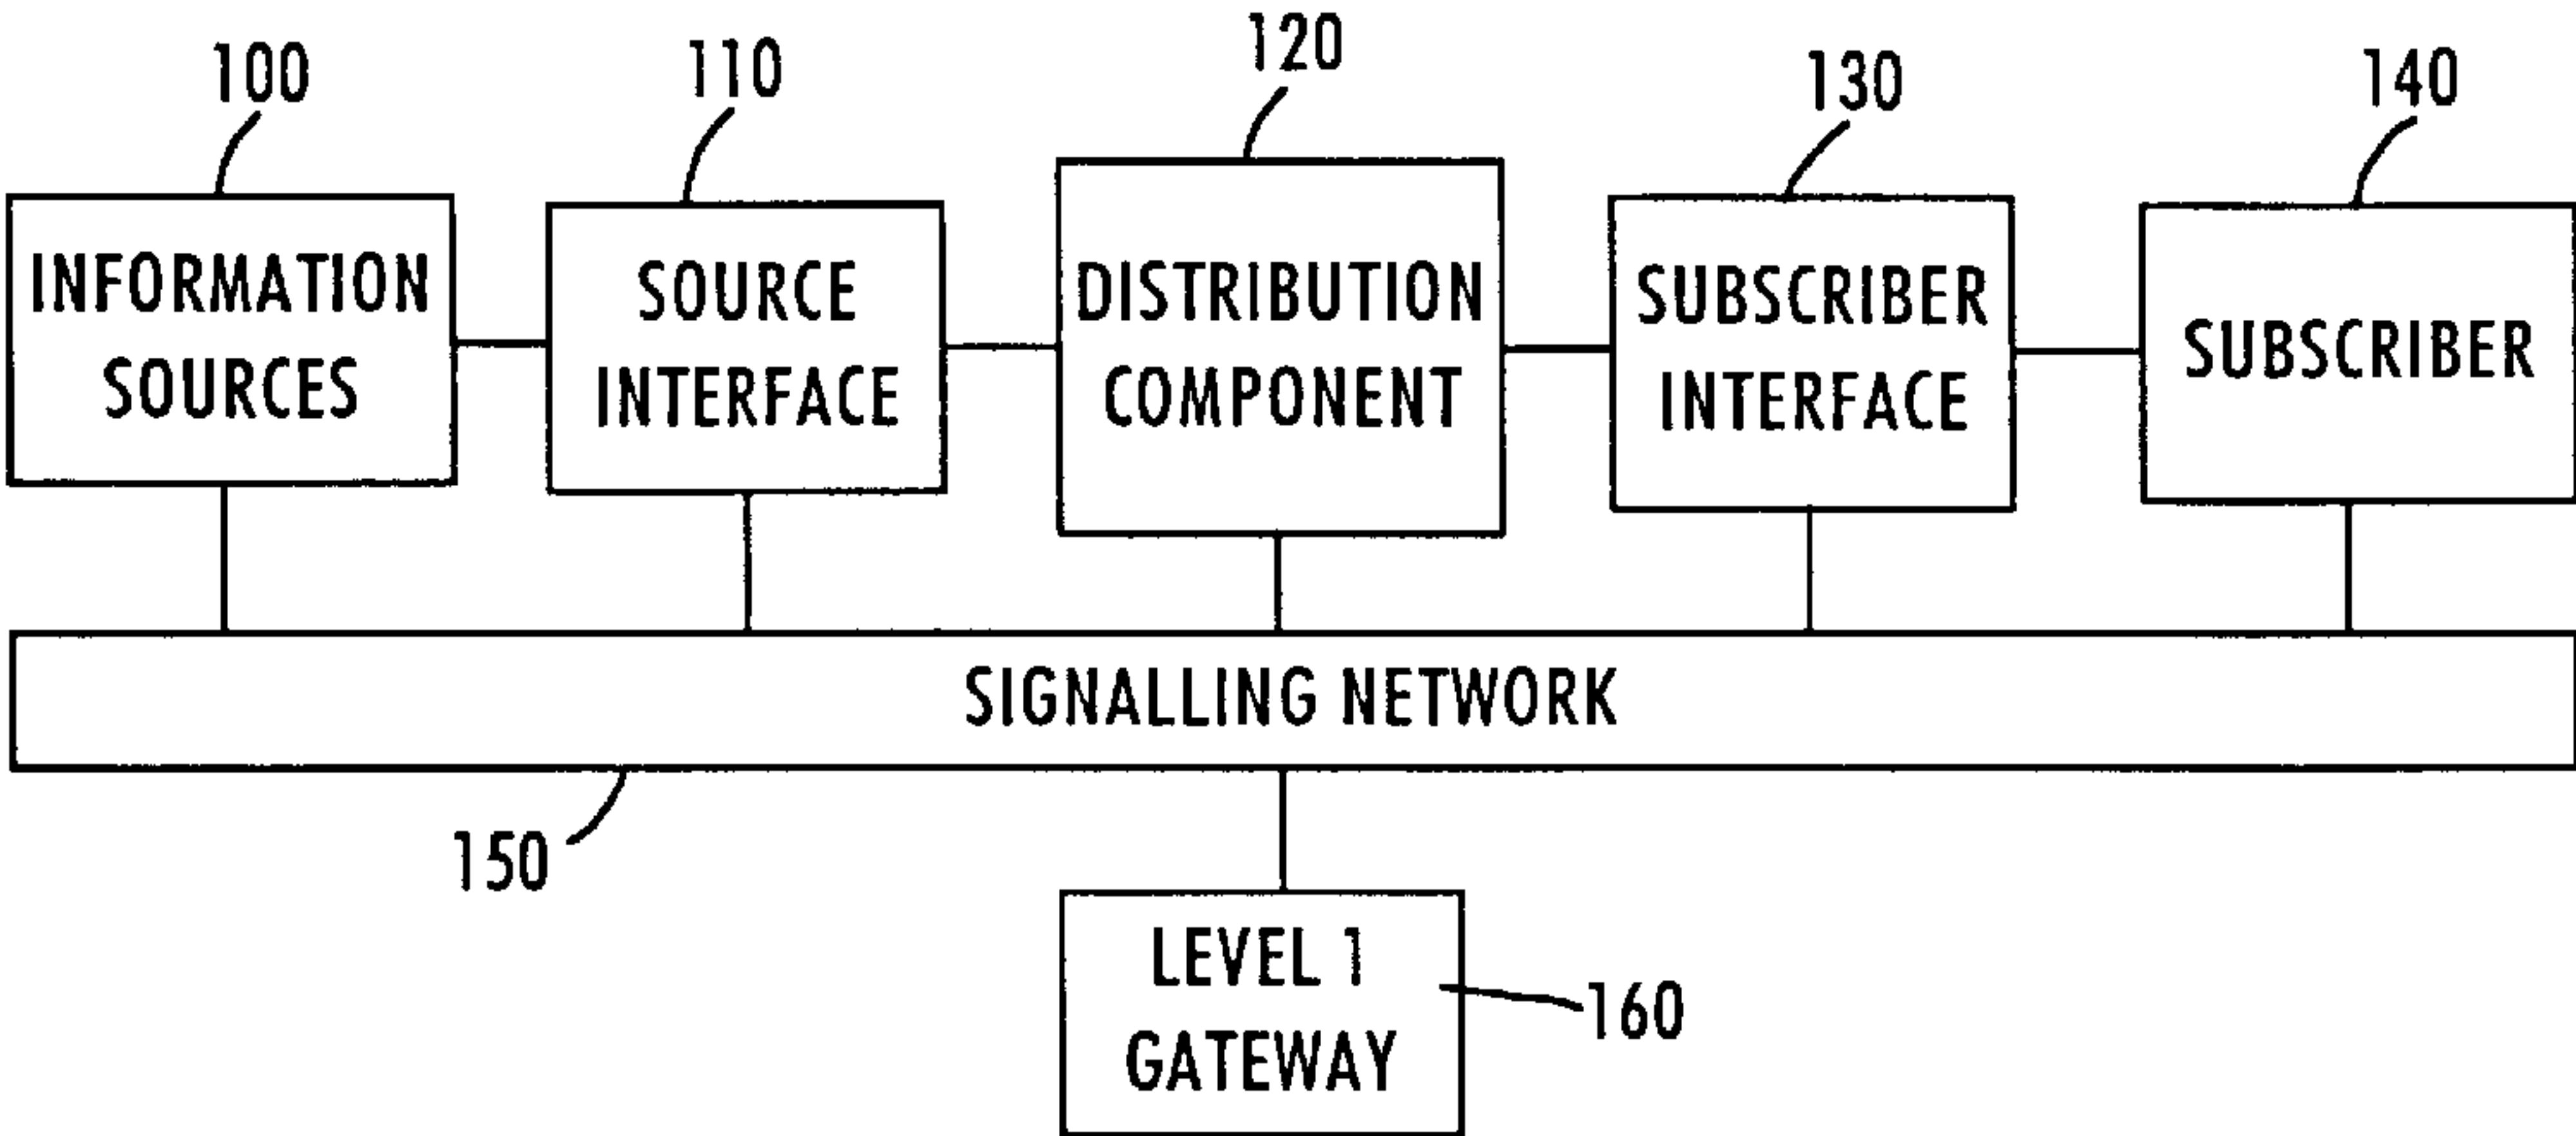 100
110
120
130
140
INFORMATION
SOURCES
SOURCE
INTERFACE
DISTRIBUTION
COMPONENT
SUBSCRIBER
INTERFACE
SUBSCRIBER
SIGNALLING NETWORK
150
LEVEL 1
GATEWAY
160